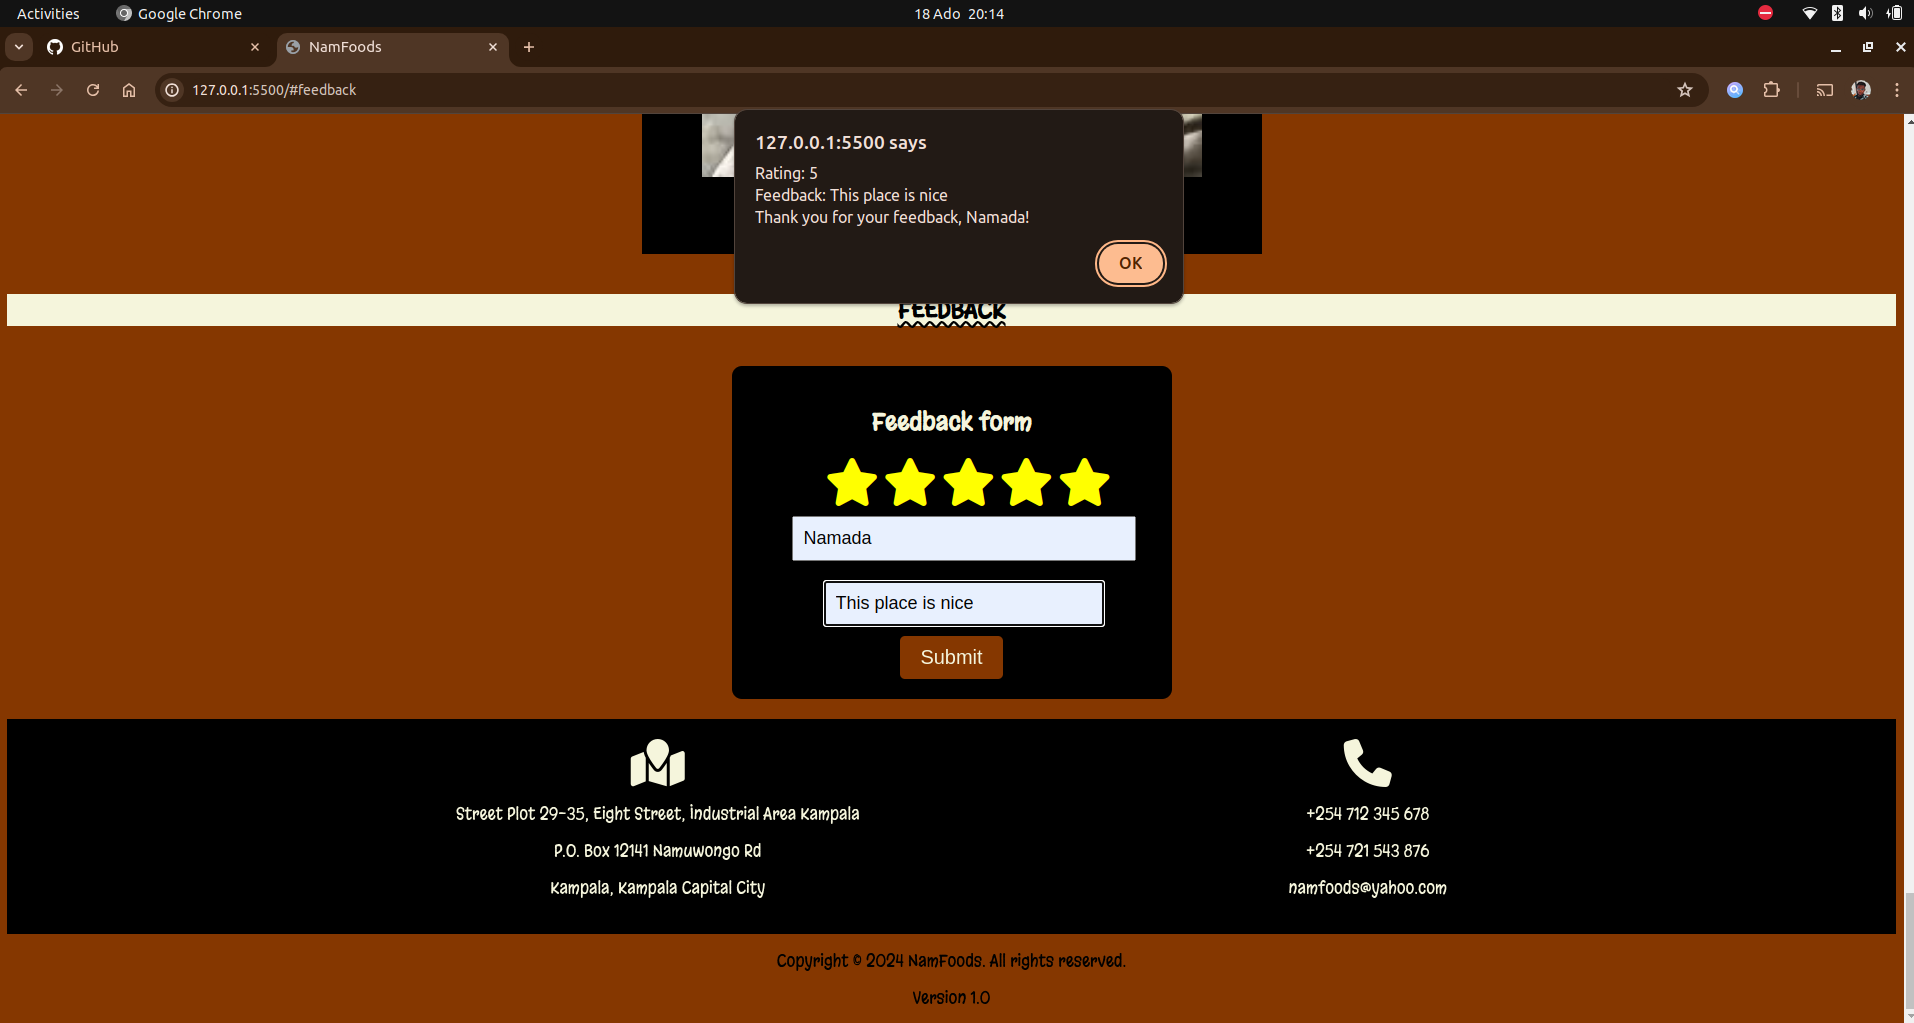 Activities
Google Chrome
18 Ado 20:14
GitHub
NamFoods
127.0.0.1:5500/#feedback
127.0.0.1:5500 says
Rating: 5
Feedback: This place is nice
Thank you for your feedback, Namada!
OK
FEEDBACK
Feedback form
Namada
This place is nice
Submit
Street Plot 29-35, Eight Street, Industrial Area Kampala
P.O. Box 12141 Namuwongo Rd
Kampala, Kampala Capital City
+254 712 345 678
+254 721 543 876
namfoods@yahoo.com
Copyright © 2024 NamFoods. All rights reserved.
Version 1.0